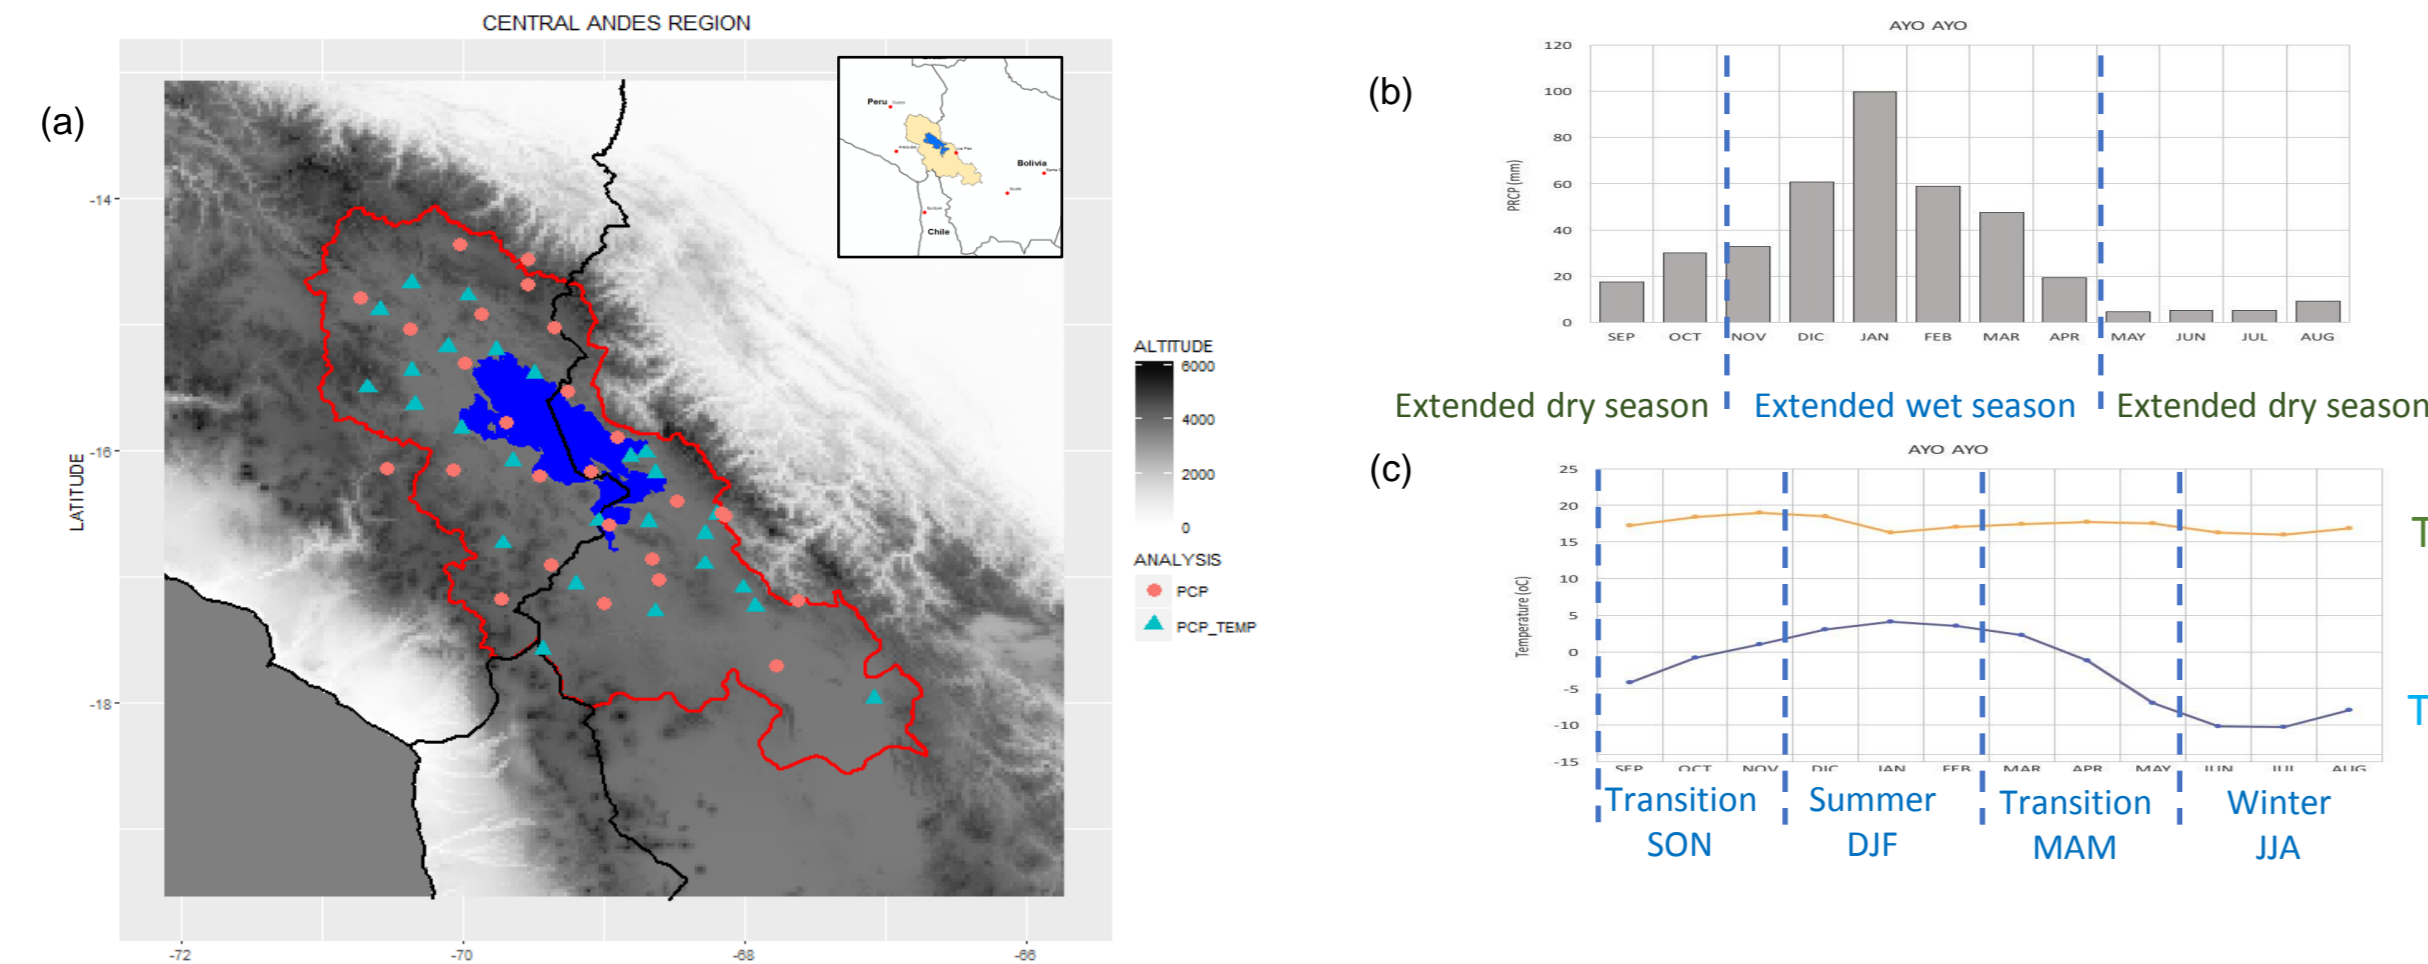 CENTRAL ANDES REGION
(a)
Peru
Bolivia
La Paz
Chile
-14
-16
-18
LATITUDE
-72
-70
-68
-66
ALTITUDE
6000
4000
2000
0
ANALYSIS
PCP
PCP_TEMP
(b)
AYO AYO
PRCP (mm)
120
100
80
60
40
20
0
SEP OCT NOV DIC JAN FEB MAR APR MAY JUN JUL AUG
Extended dry season
Extended wet season
Extended dry season
(c)
AYO AYO
Temperature (oC)
25
20
15
10
5
0
-5
-10
-15
SEP OCT NOV DIC JAN FEB MAR APR MAY JUN JUL AUG
T
T
Transition
SON
Summer
DJF
Transition
MAM
Winter
JJA